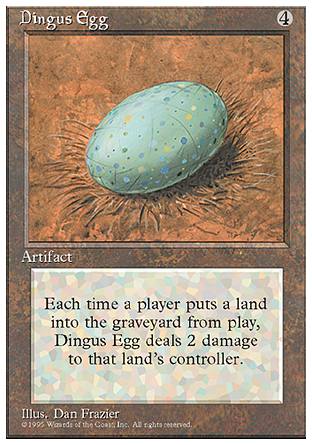 Dingus Egg 4
Artifact
Each time a player puts a land
into the graveyard from play,
Dingus Egg deals 2 damage
to that land's controller.
Illus. Dan Frazier
©1995 Wizards of the Coast, Inc. All rights reserved.